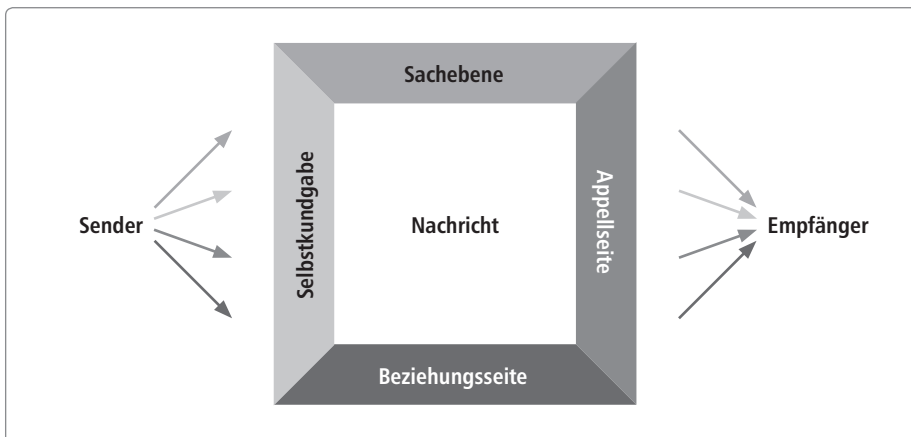 Sachebene
Sender
Selbstkundgabe
Nachricht
Appellseite
Empfänger
Beziehungsseite